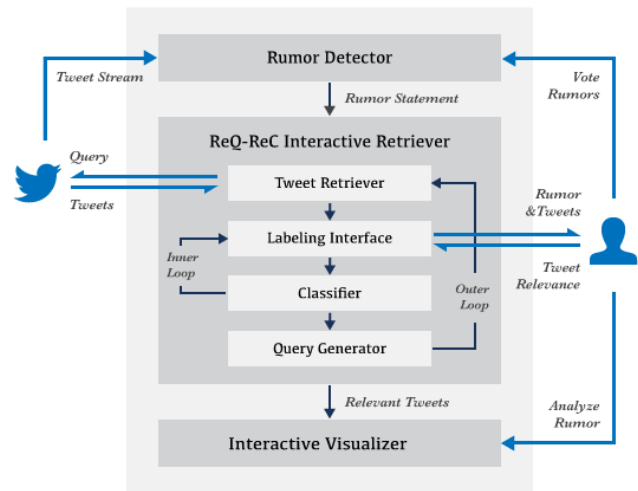 Rumor Detector
Tweet Stream
Vote
Rumors
Rumor Statement
ReQ-ReC Interactive Retriever
Query
Tweets
Tweet Retriever
Rumor
&Tweets
Labeling Interface
Inner
Loop
Tweet
Relevance
Classifier
Outer
Loop
Query Generator
Relevant Tweets
Analyze
Rumor
Interactive Visualizer